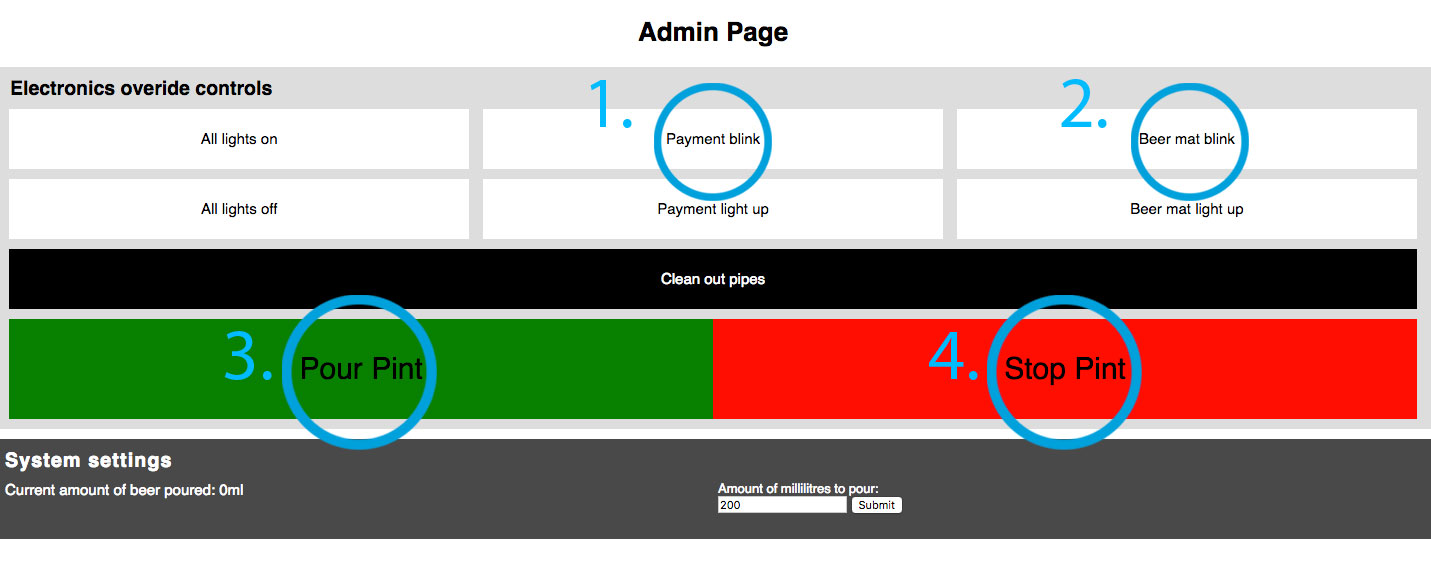 Admin Page
Electronics overide controls
All lights on
1.
Payment blink
2.
Beer mat blink
All lights off
Payment light up
Beer mat light up
Clean out pipes
3.
Pour Pint
4.
Stop Pint
System settings
Current amount of beer poured: 0ml
Amount of millilitres to pour:
200
Submit